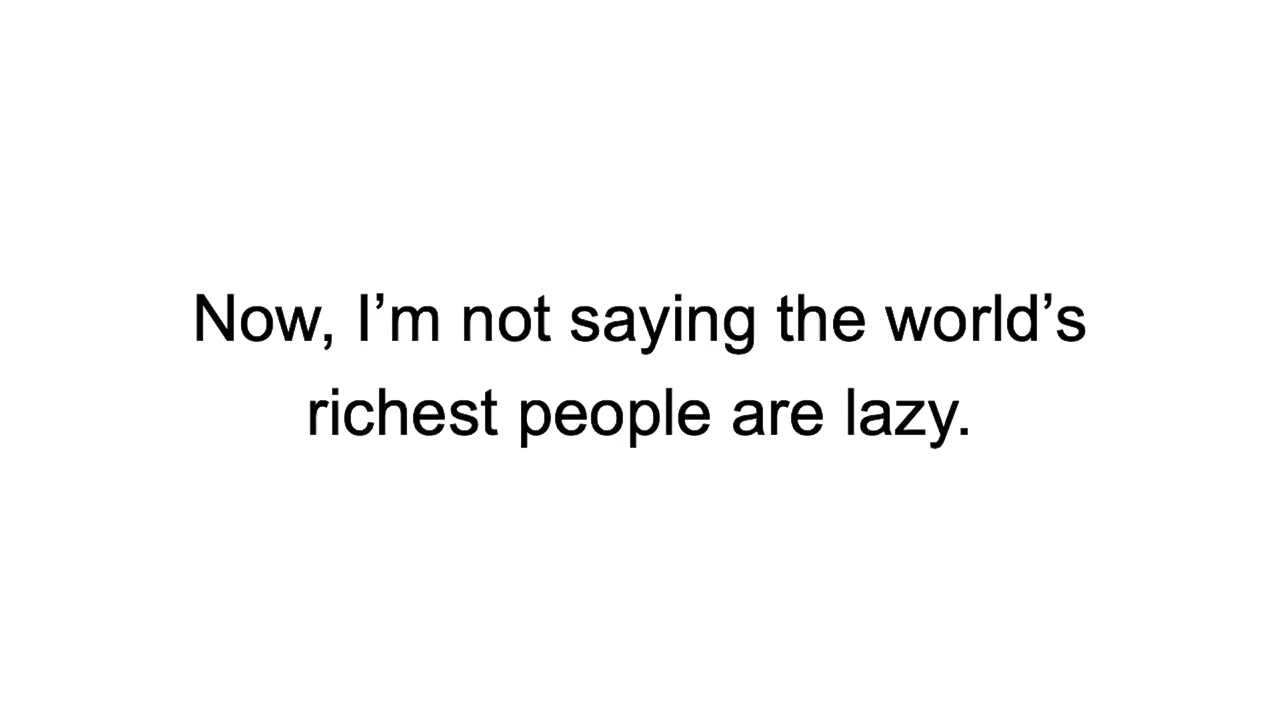 Now, I’m not saying the world’s
richest people are lazy.